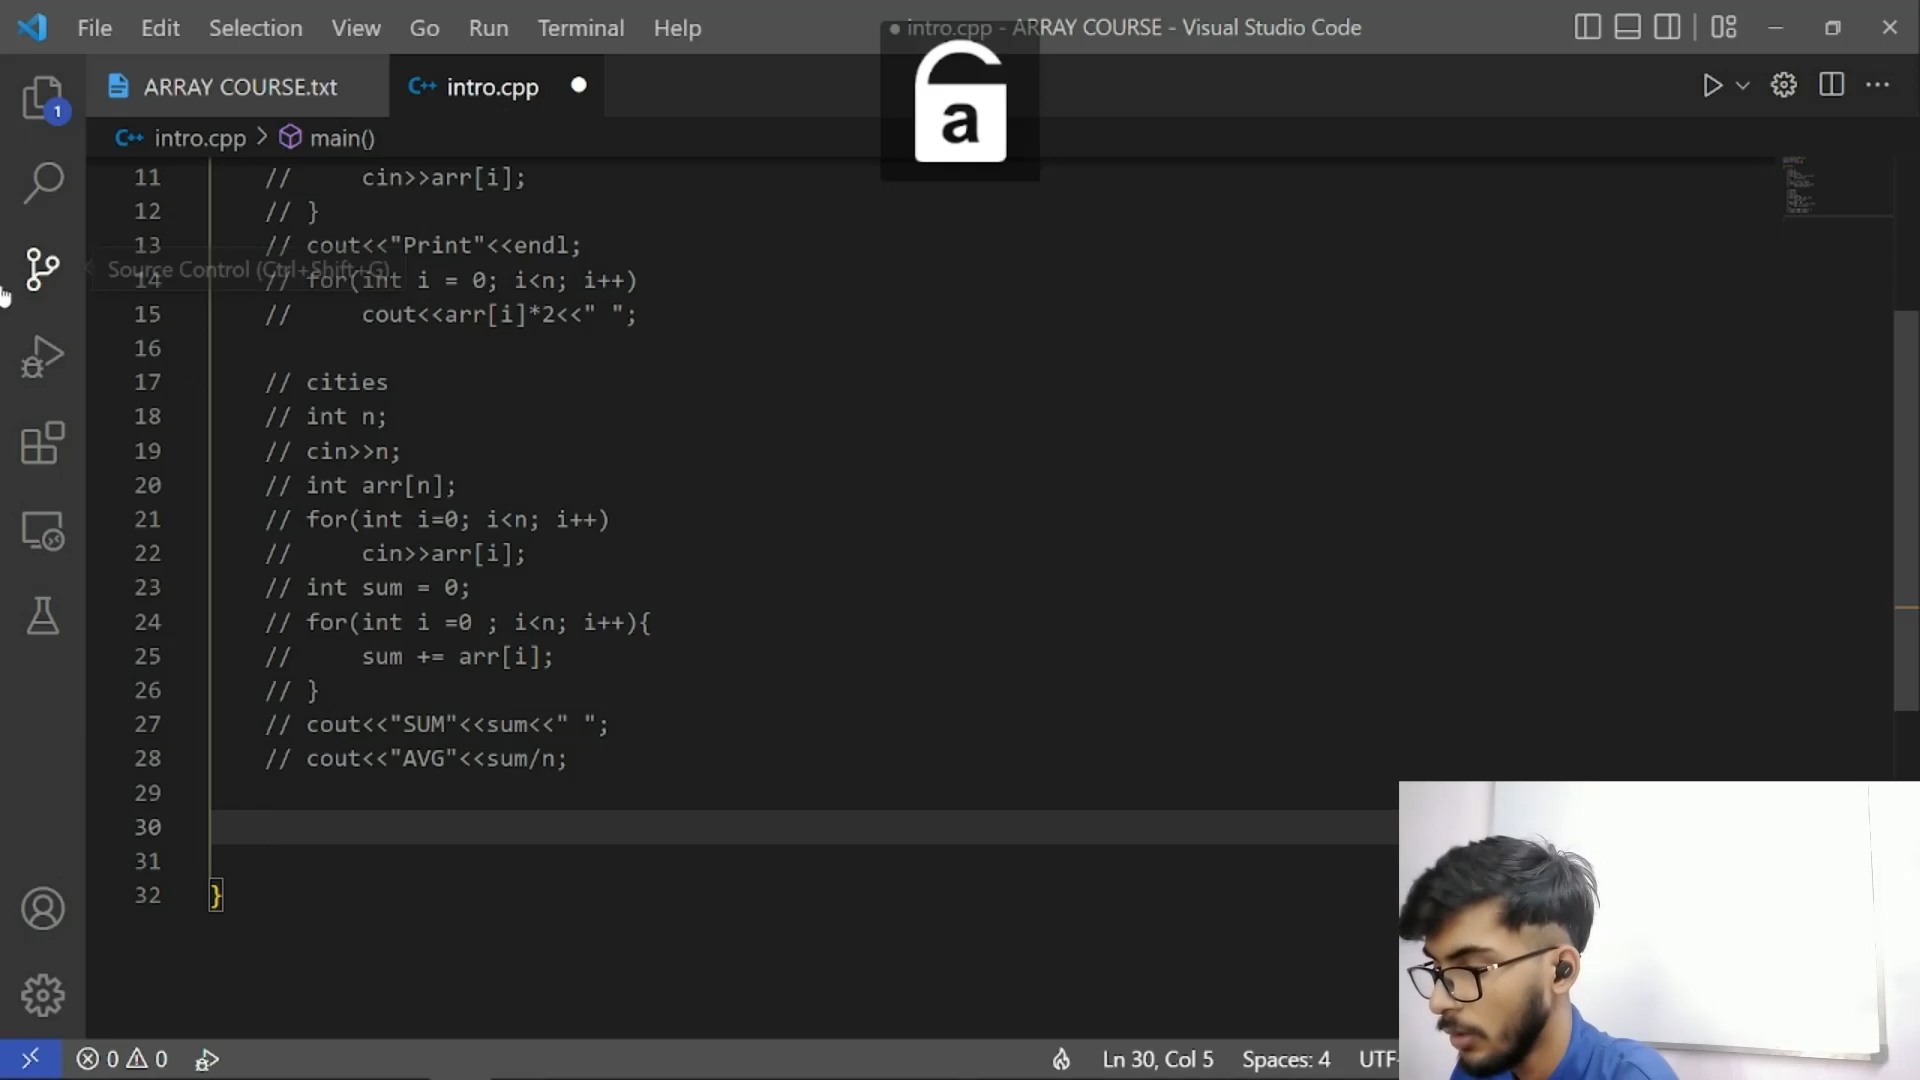 File Edit Selection View Go Run Terminal Help
intro.cpp - ARRAY COURSE - Visual Studio Code
a
1
ARRAY COURSE.txt
C++ intro.cpp
C++ intro.cpp > main()
11 // cin>>arr[i];
12 // }
13 // cout<<"Print"<<endl;
Source Control (Ctrl+Shift+G)
14 // for(int i = 0; i<n; i++)
15 // cout<<arr[i]*2<<" ";
16
17 // cities
18 // int n;
19 // cin>>n;
20 // int arr[n];
21 // for(int i=0; i<n; i++)
22 // cin>>arr[i];
23 // int sum = 0;
24 // for(int i =0 ; i<n; i++){
25 // sum += arr[i];
26 // }
27 // cout<<"SUM"<<sum<<" ";
28 // cout<<"AVG"<<sum/n;
29
30
31
32 }
0 0
Ln 30, Col 5 Spaces: 4 UTF-